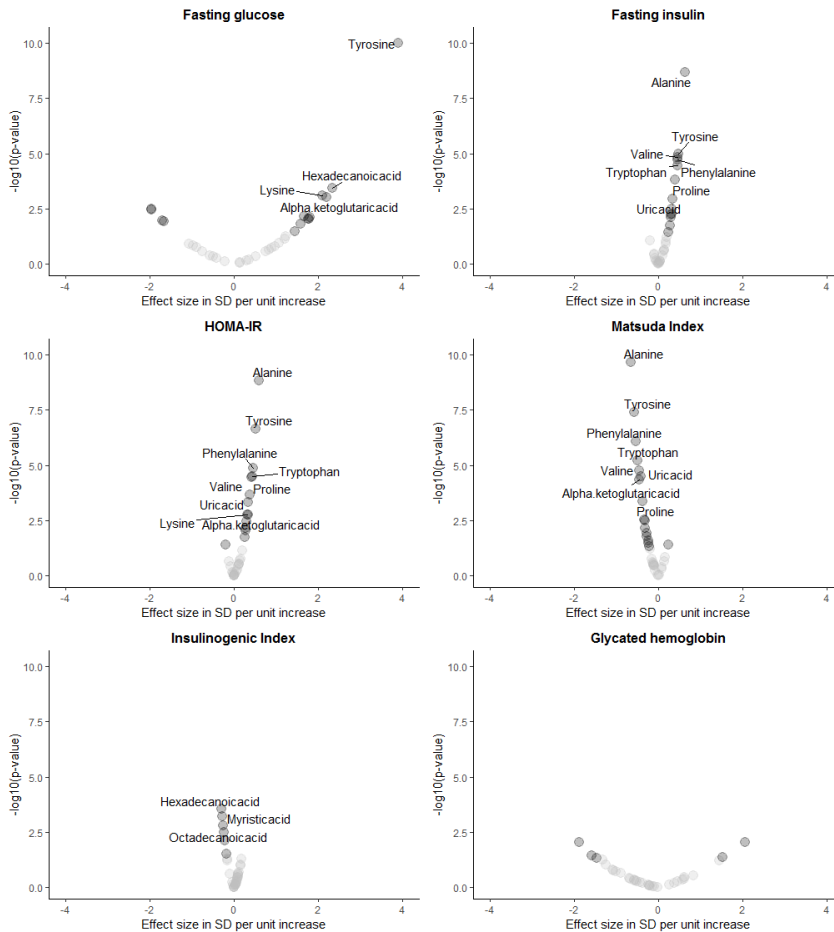 Fasting glucose
10.0
7.5
5.0
2.5
0.0
-log10(p-value)
Tyrosine
Hexadecanoicacid
Lysine
Alpha.ketoglutaricacid
-4
-2
0
2
4
Effect size in SD per unit increase
Fasting insulin
10.0
7.5
5.0
2.5
0.0
-log10(p-value)
Alanine
Tyrosine
Valine
Tryptophan
Phenylalanine
Proline
Uricacid
-4
-2
0
2
4
Effect size in SD per unit increase
HOMA-IR
10.0
7.5
5.0
2.5
0.0
-log10(p-value)
Alanine
Tyrosine
Phenylalanine
Tryptophan
Valine
Proline
Uricacid
Lysine
Alpha.ketoglutaricacid
-4
-2
0
2
4
Effect size in SD per unit increase
Matsuda Index
10.0
7.5
5.0
2.5
0.0
-log10(p-value)
Alanine
Tyrosine
Phenylalanine
Tryptophan
Valine
Uricacid
Alpha.ketoglutaricacid
Proline
-4
-2
0
2
4
Effect size in SD per unit increase
Insulinogenic Index
10.0
7.5
5.0
2.5
0.0
-log10(p-value)
Hexadecanoicacid
Myristicacid
Octadecanoicacid
-4
-2
0
2
4
Effect size in SD per unit increase
Glycated hemoglobin
10.0
7.5
5.0
2.5
0.0
-log10(p-value)
-4
-2
0
2
4
Effect size in SD per unit increase